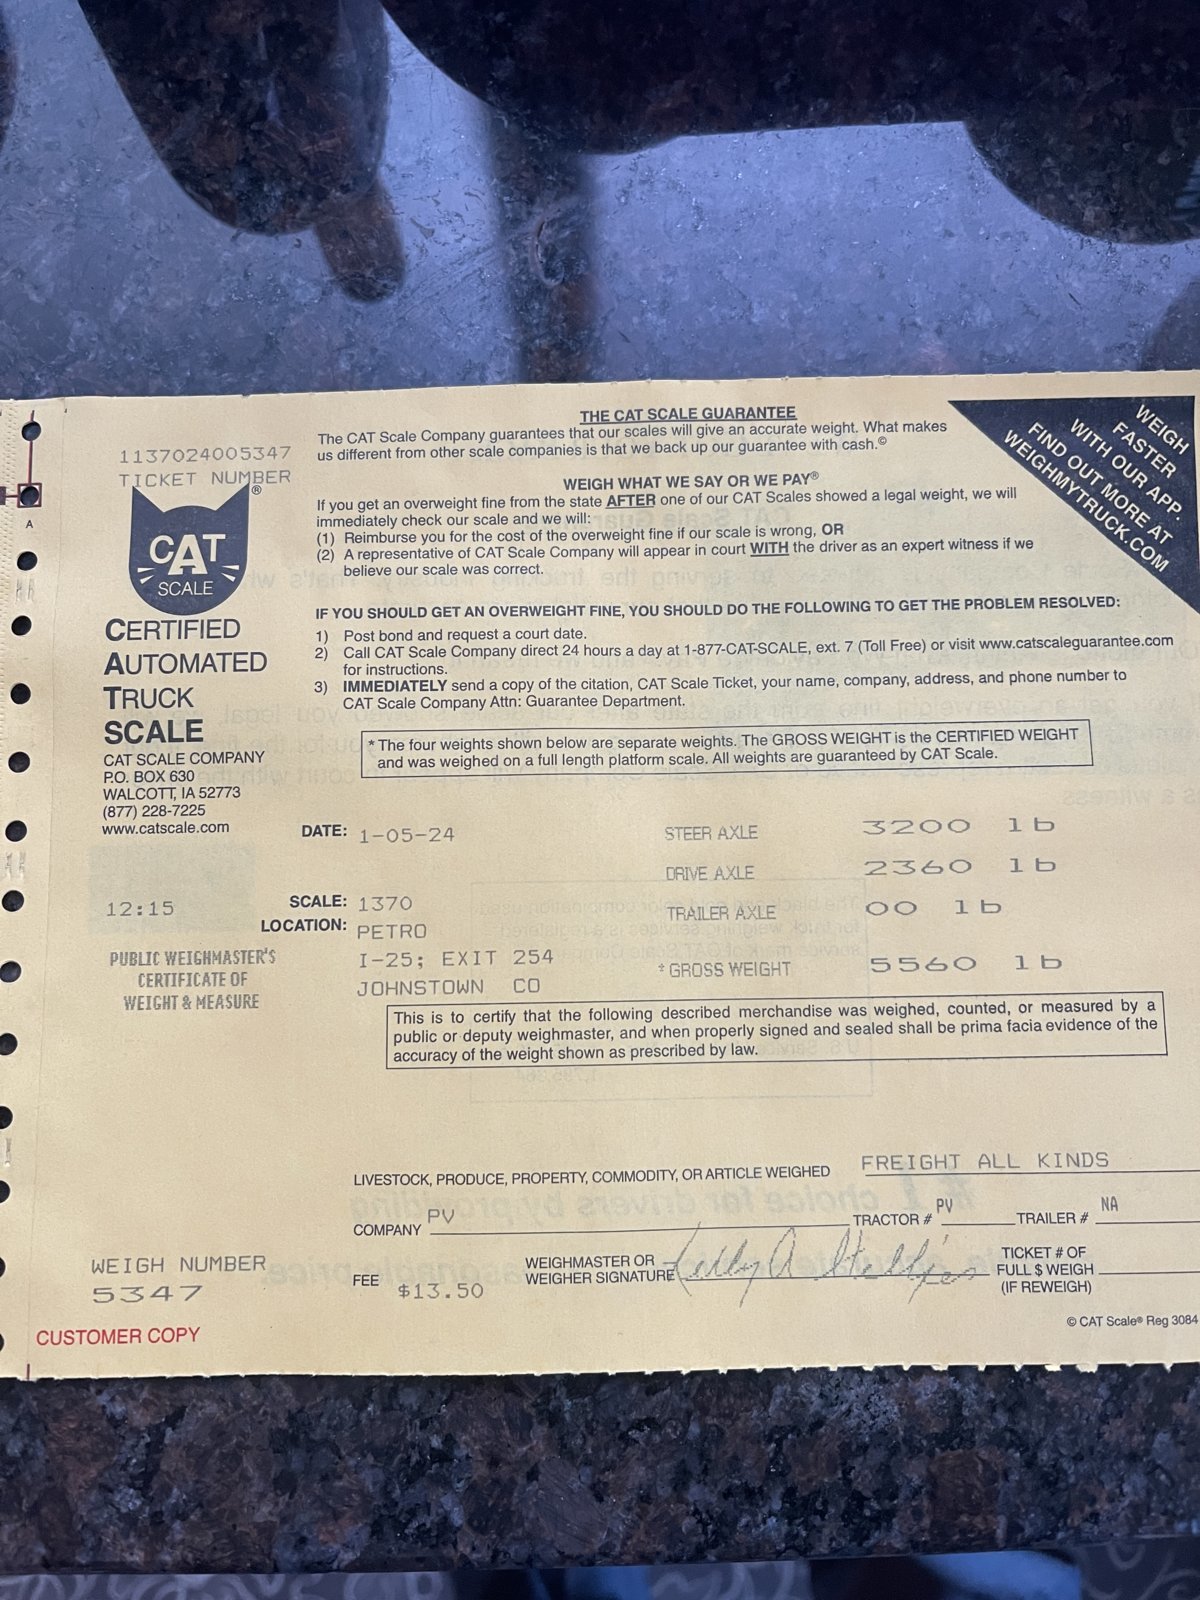 1137024005347
TICKET NUMBER
CAT
SCALE
®
CERTIFIED
AUTOMATED
TRUCK
SCALE
CAT SCALE COMPANY
P.O. BOX 630
WALCOTT, IA 52773
(877) 228-7225
www.catscale.com
THE CAT SCALE GUARANTEE
The CAT Scale Company guarantees that our scales will give an accurate weight. What makes
us different from other scale companies is that we back up our guarantee with cash.©
WEIGH WHAT WE SAY OR WE PAY®
If you get an overweight fine from the state AFTER one of our CAT Scales showed a legal weight, we will
immediately check our scale and we will:
(1) Reimburse you for the cost of the overweight fine if our scale is wrong, OR
(2) A representative of CAT Scale Company will appear in court WITH the driver as an expert witness if we
believe our scale was correct.
IF YOU SHOULD GET AN OVERWEIGHT FINE, YOU SHOULD DO THE FOLLOWING TO GET THE PROBLEM RESOLVED:
1) Post bond and request a court date.
2) Call CAT Scale Company direct 24 hours a day at 1-877-CAT-SCALE, ext. 7 (Toll Free) or visit www.catscaleguarantee.com
for instructions.
3) IMMEDIATELY send a copy of the citation, CAT Scale Ticket, your name, company, address, and phone number to
CAT Scale Company Attn: Guarantee Department.
WEIGH
FASTER
WITH OUR APP.
FIND OUT MORE AT
WEIGHMYTRUCK.COM
* The four weights shown below are separate weights. The GROSS WEIGHT is the CERTIFIED WEIGHT
and was weighed on a full length platform scale. All weights are guaranteed by CAT Scale.
DATE: 1-05-24
STEER AXLE 3200 lb
DRIVE AXLE 2360 lb
12:15
SCALE: 1370
TRAILER AXLE 00 lb
LOCATION: PETRO
I-25; EXIT 254
JOHNSTOWN CO
* GROSS WEIGHT 5560 lb
PUBLIC WEIGHMASTER'S
CERTIFICATE OF
WEIGHT & MEASURE
This is to certify that the following described merchandise was weighed, counted, or measured by a
public or deputy weighmaster, and when properly signed and sealed shall be prima facia evidence of the
accuracy of the weight shown as prescribed by law.
LIVESTOCK, PRODUCE, PROPERTY, COMMODITY, OR ARTICLE WEIGHED FREIGHT ALL KINDS
COMPANY PV TRACTOR # PV TRAILER # NA
WEIGH NUMBER
5347
FEE $13.50
WEIGHMASTER OR
WEIGHER SIGNATURE
TICKET # OF
FULL $ WEIGH
(IF REWEIGH)
© CAT Scale® Reg 3084
CUSTOMER COPY
A